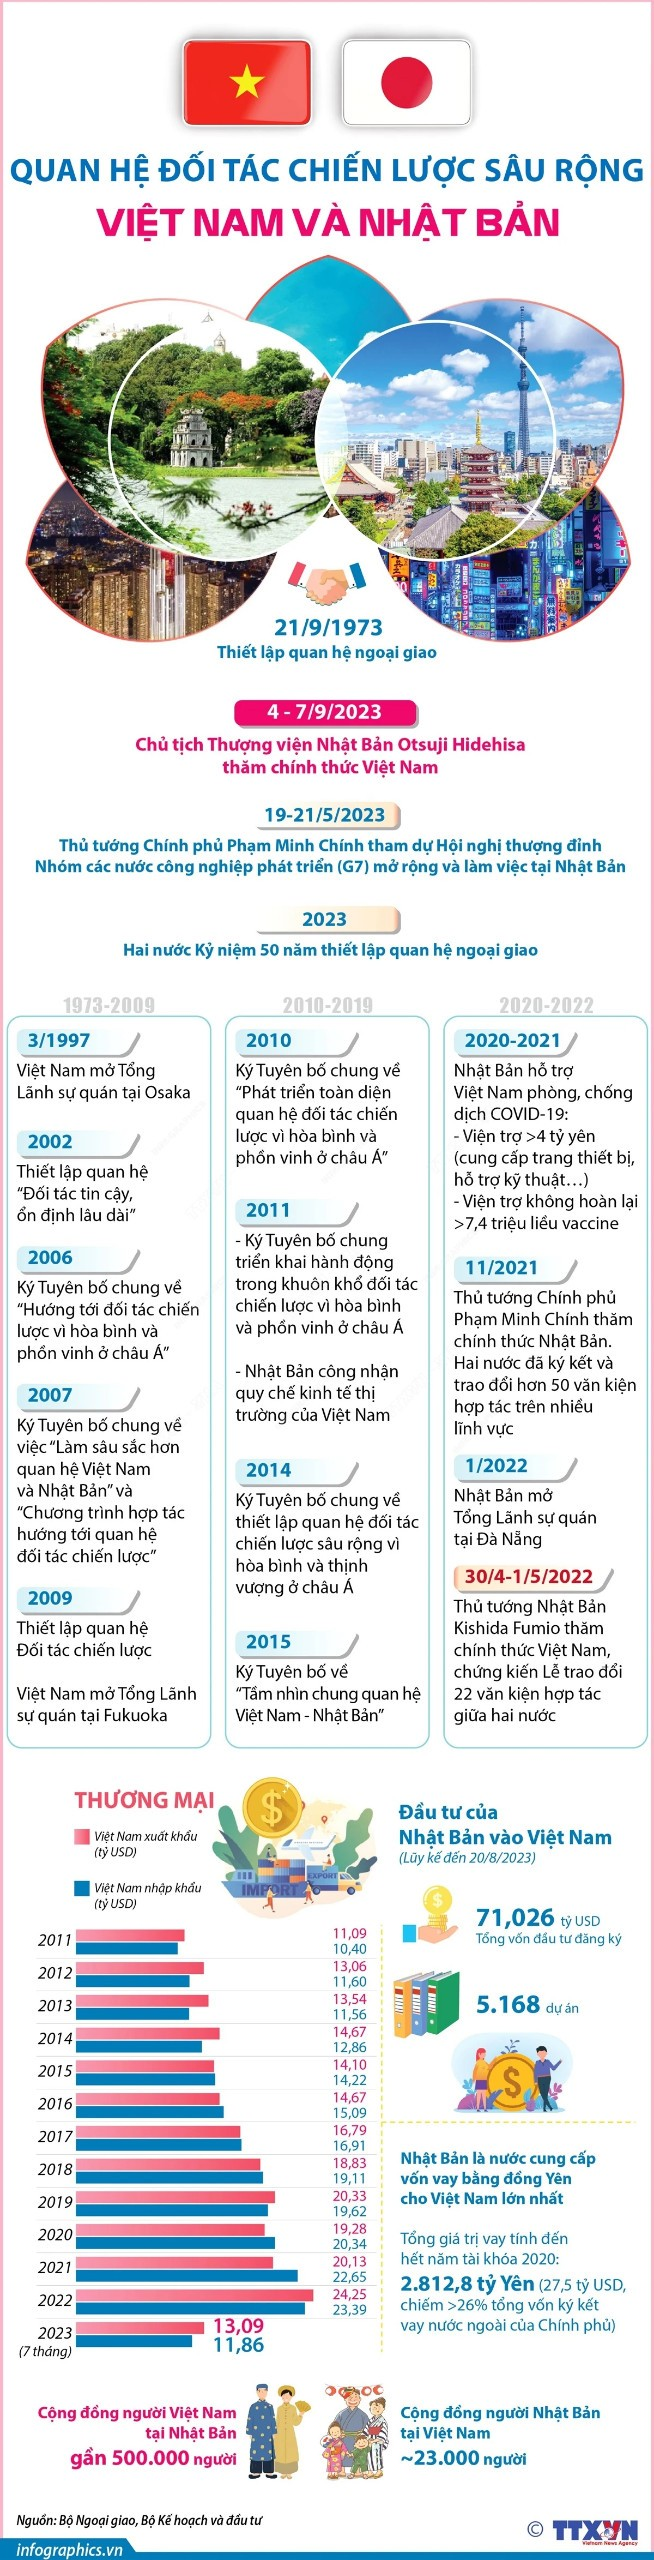 QUAN HỆ ĐỐI TÁC CHIẾN LƯỢC SÂU RỘNG
VIỆT NAM VÀ NHẬT BẢN
21/9/1973
Thiết lập quan hệ ngoại giao
4 - 7/9/2023
Chủ tịch Thượng viện Nhật Bản Otsuji Hidehisa
thăm chính thức Việt Nam
19-21/5/2023
Thủ tướng Chính phủ Phạm Minh Chính tham dự Hội nghị thượng đỉnh
Nhóm các nước công nghiệp phát triển (G7) mở rộng và làm việc tại Nhật Bản
2023
Hai nước Kỷ niệm 50 năm thiết lập quan hệ ngoại giao
1973-2009
3/1997
Việt Nam mở Tổng
Lãnh sự quán tại Osaka
2002
Thiết lập quan hệ
“Đối tác tin cậy,
ổn định lâu dài”
2006
Ký Tuyên bố chung về
“Hướng tới đối tác chiến
lược vì hòa bình và
phồn vinh ở châu Á”
2007
Ký Tuyên bố chung về
việc “Làm sâu sắc hơn
quan hệ Việt Nam
và Nhật Bản” và
“Chương trình hợp tác
hướng tới quan hệ
đối tác chiến lược”
2009
Thiết lập quan hệ
Đối tác chiến lược
Việt Nam mở Tổng Lãnh
sự quán tại Fukuoka
2010-2019
2010
Ký Tuyên bố chung về
“Phát triển toàn diện
quan hệ đối tác chiến
lược vì hòa bình và
phồn vinh ở châu Á”
2011
- Ký Tuyên bố chung
triển khai hành động
trong khuôn khổ đối tác
chiến lược vì hòa bình
và phồn vinh ở châu Á
- Nhật Bản công nhận
quy chế kinh tế thị
trường của Việt Nam
2014
Ký Tuyên bố chung về
thiết lập quan hệ đối tác
chiến lược sâu rộng vì
hòa bình và thịnh
vượng ở châu Á
2015
Ký Tuyên bố về
“Tầm nhìn chung quan hệ
Việt Nam - Nhật Bản”
2020-2022
2020-2021
Nhật Bản hỗ trợ
Việt Nam phòng, chống
dịch COVID-19:
- Viện trợ >4 tỷ yên
(cung cấp trang thiết bị,
hỗ trợ kỹ thuật...)
- Viện trợ không hoàn lại
>7,4 triệu liều vaccine
11/2021
Thủ tướng Chính phủ
Phạm Minh Chính thăm
chính thức Nhật Bản.
Hai nước đã ký kết và
trao đổi hơn 50 văn kiện
hợp tác trên nhiều
lĩnh vực
1/2022
Nhật Bản mở
Tổng Lãnh sự quán
tại Đà Nẵng
30/4-1/5/2022
Thủ tướng Nhật Bản
Kishida Fumio thăm
chính thức Việt Nam,
chứng kiến Lễ trao đổi
22 văn kiện hợp tác
giữa hai nước
THƯƠNG MẠI
Việt Nam xuất khẩu
(tỷ USD)
Việt Nam nhập khẩu
(tỷ USD)
IMPORT
EXPORT
2011 11,09
10,40
2012 13,06
11,60
2013 13,54
11,56
2014 14,67
12,86
2015 14,10
14,22
2016 14,67
15,09
2017 16,79
16,91
2018 18,83
19,11
2019 20,33
19,62
2020 19,28
20,34
2021 20,13
22,65
2022 24,25
23,39
2023 13,09
(7 tháng) 11,86
Đầu tư của
Nhật Bản vào Việt Nam
(Lũy kế đến 20/8/2023)
71,026 tỷ USD
Tổng vốn đầu tư đăng ký
5.168 dự án
Nhật Bản là nước cung cấp
vốn vay bằng đồng Yên
cho Việt Nam lớn nhất
Tổng giá trị vay tính đến
hết năm tài khóa 2020:
2.812,8 tỷ Yên (27,5 tỷ USD,
chiếm >26% tổng vốn ký kết
vay nước ngoài của Chính phủ)
Cộng đồng người Việt Nam
tại Nhật Bản
gần 500.000 người
Cộng đồng người Nhật Bản
tại Việt Nam
~23.000 người
Nguồn: Bộ Ngoại giao, Bộ Kế hoạch và đầu tư
© TTXVN
Vietnam News Agency
infographics.vn